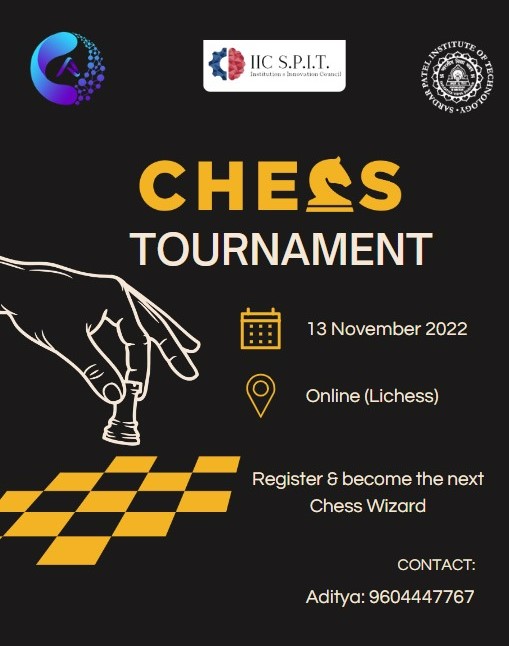 IIC S.P.I.T.
Institution's Innovation Council
SARDAR PATEL INSTITUTE OF TECHNOLOGY
CHESS
TOURNAMENT
13 November 2022
Online (Lichess)
Register & become the next
Chess Wizard
CONTACT:
Aditya: 9604447767